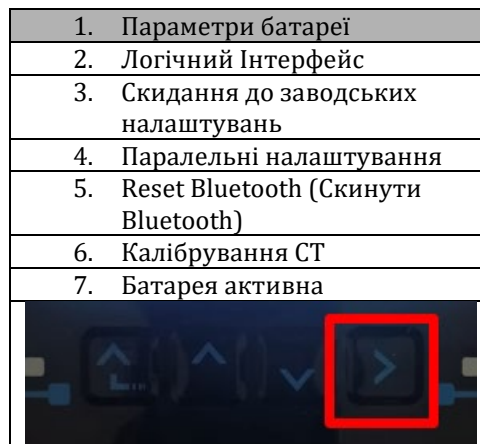 1. Параметри батареї
2. Логічний Інтерфейс
3. Скидання до заводських
налаштувань
4. Паралельні налаштування
5. Reset Bluetooth (Скинути
Bluetooth)
6. Калібрування СТ
7. Батарея активна